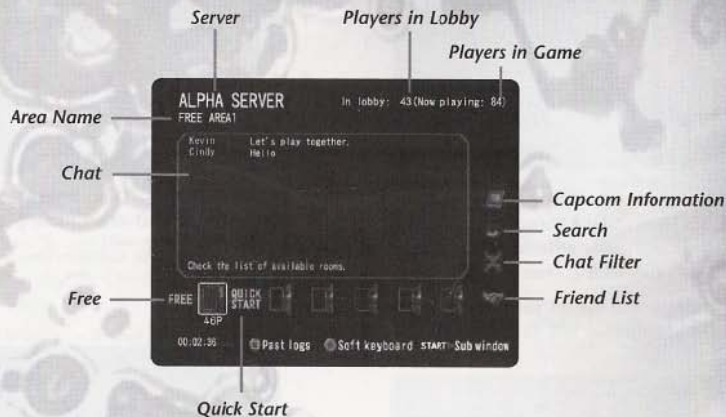 Server
Players in Lobby
Players in Game
ALPHA SERVER
In lobby: 43(Now playing: 84)
Area Name
FREE AREA1
Kevin Let's play together.
Cindy Hello
Chat
Capcom Information
Search
Chat Filter
Check the list of available rooms.
Free
FREE
QUICK
START
Friend List
46P
00:02:36
Past logs
Soft keyboard
START Sub window
Quick Start